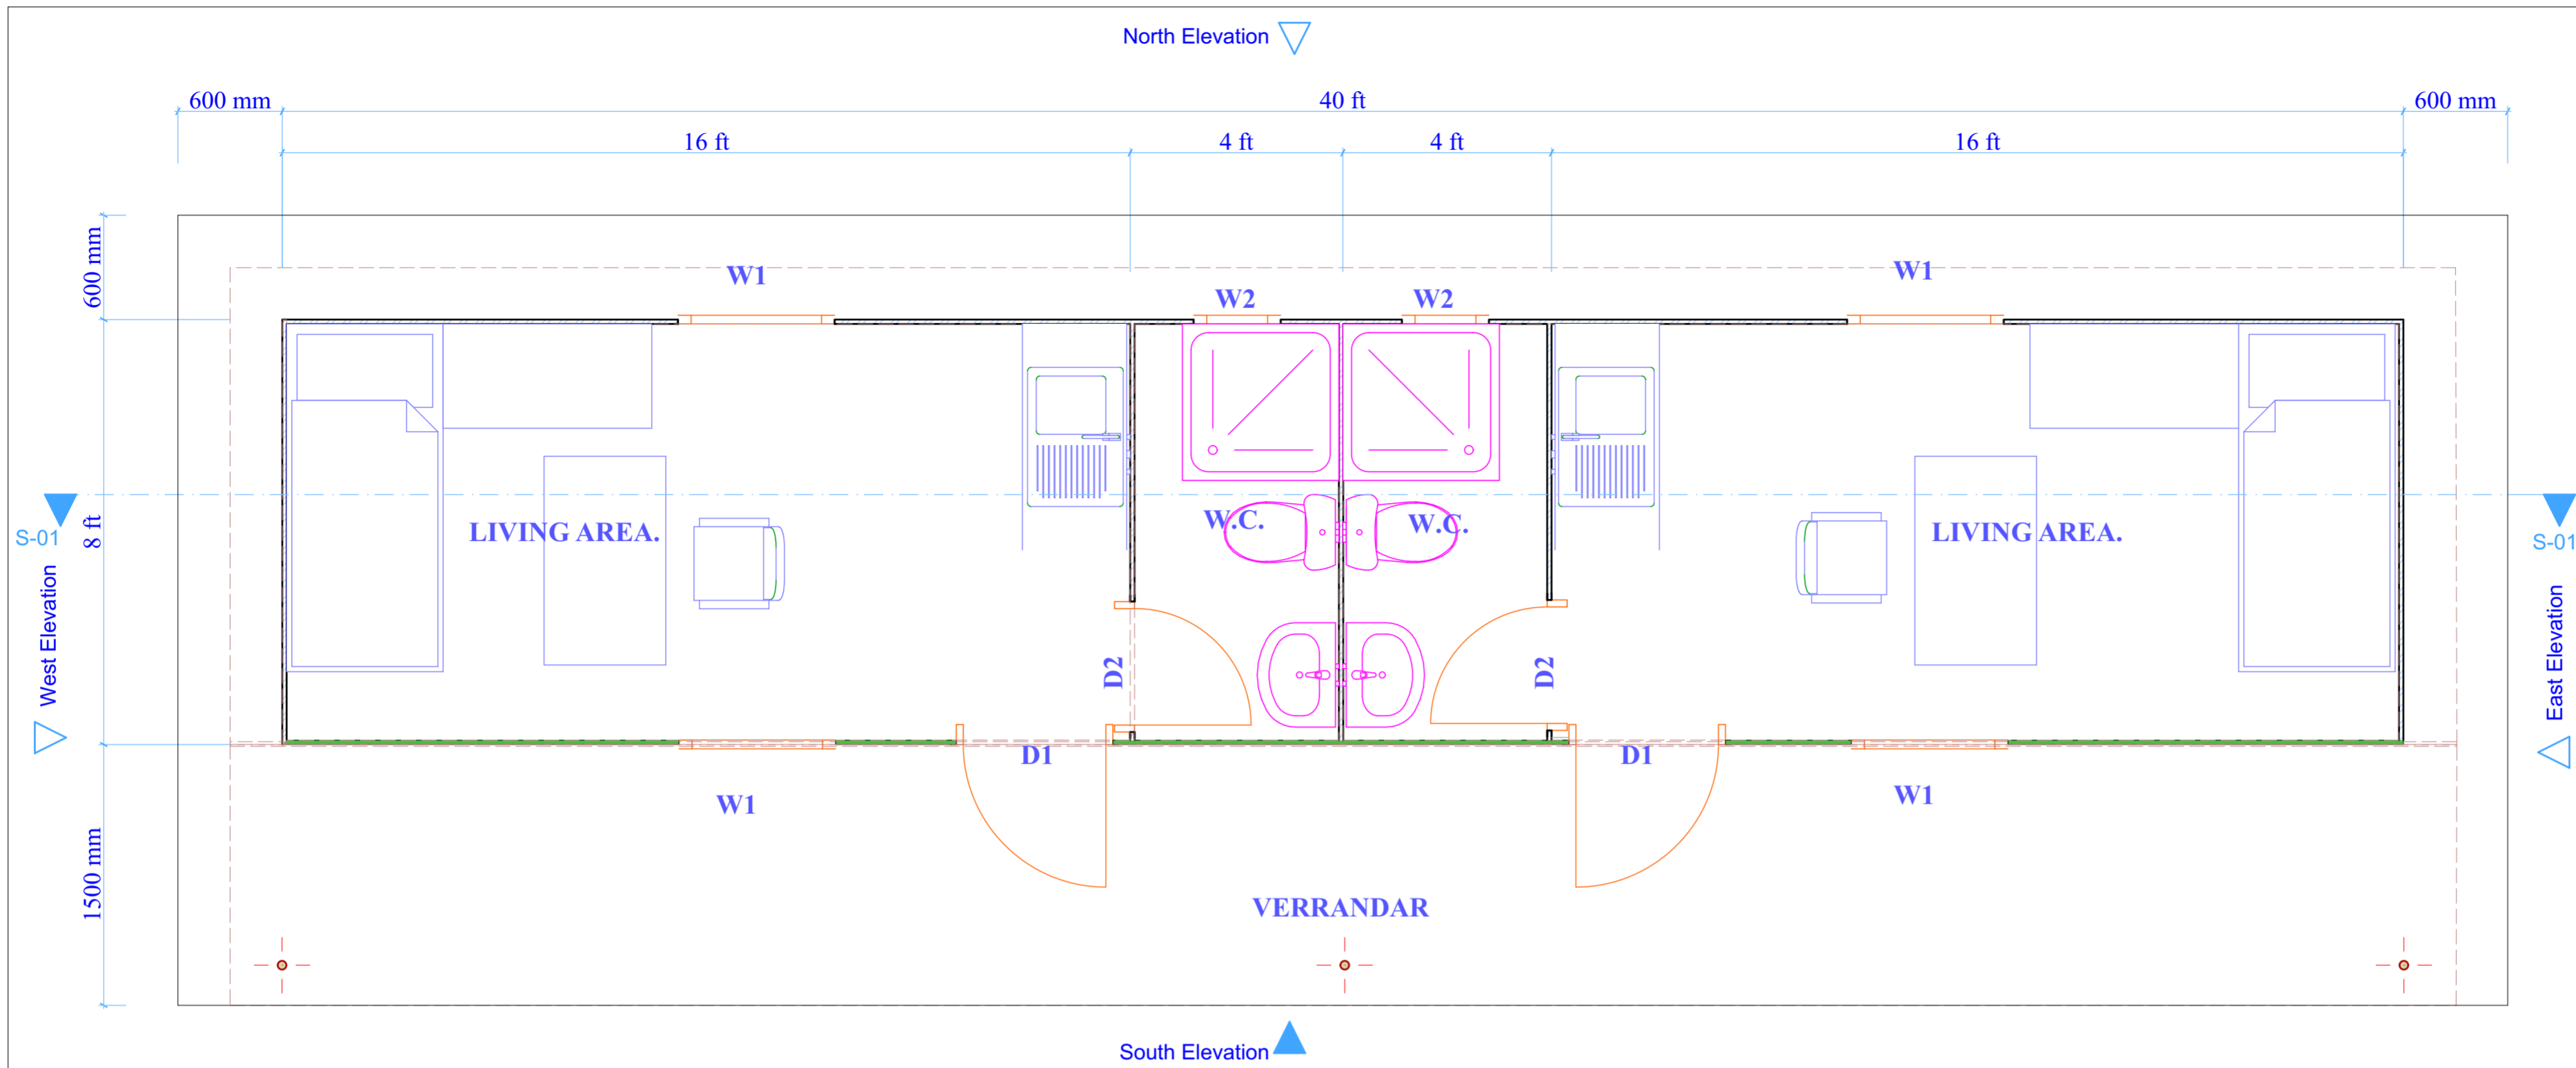 North Elevation
600 mm
40 ft
600 mm
16 ft
4 ft
4 ft
16 ft
600 mm
W1
W2
W2
W1
8 ft
S-01
LIVING AREA.
W.C.
W.C.
LIVING AREA.
S-01
West Elevation
East Elevation
D2
D2
D1
D1
W1
W1
1500 mm
VERRANDAR
South Elevation